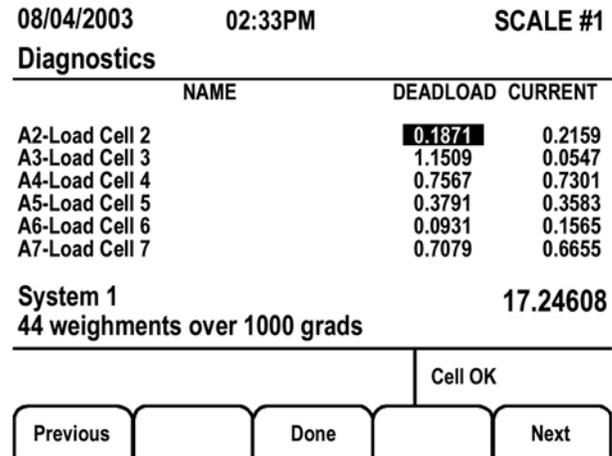 08/04/2003 02:33PM SCALE #1
Diagnostics
NAME DEADLOAD CURRENT
A2-Load Cell 2 0.1871 0.2159
A3-Load Cell 3 1.1509 0.0547
A4-Load Cell 4 0.7567 0.7301
A5-Load Cell 5 0.3791 0.3583
A6-Load Cell 6 0.0931 0.1565
A7-Load Cell 7 0.7079 0.6655
System 1 17.24608
44 weighments over 1000 grads
Cell OK
Previous Done Next